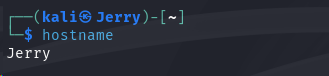 ┌──(kali㉿Jerry)-[~]
└─$ hostname
Jerry